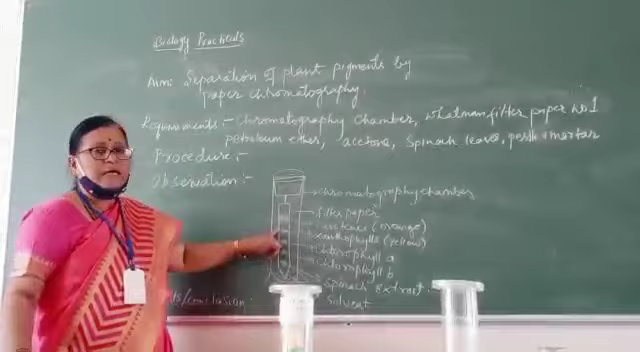 Biology Practicals
Aim: Separation of plant pigments by
paper chromatography.
Requirements:- Chromatography Chamber, whatman filter paper no 1
petroleum ether, acetone, Spinach leaves, pestle & mortar
Procedure:-
Observation:-
chromatography chamber
filter paper
(orange)
xanthophylls (yellow)
chlorophyll a
chlorophyll b
Spinach Extract.
Solvent
/conclusion: